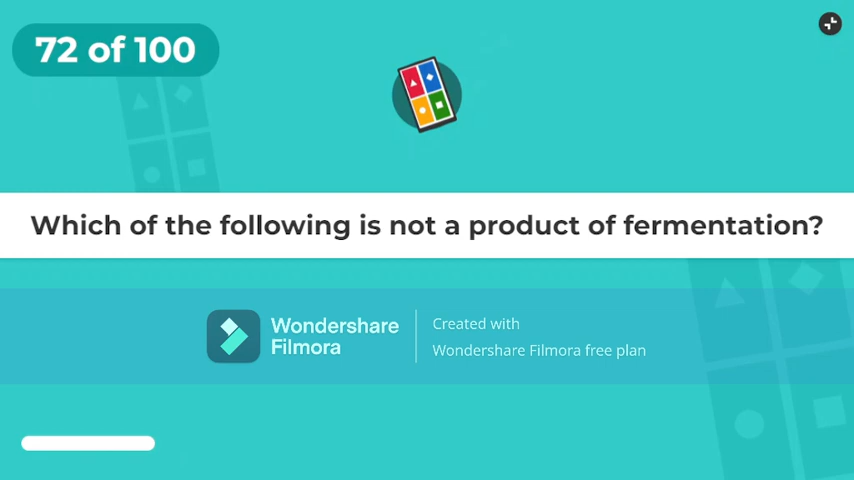 72 of 100
Which of the following is not a product of fermentation?
Wondershare
Filmora
Created with
Wondershare Filmora free plan